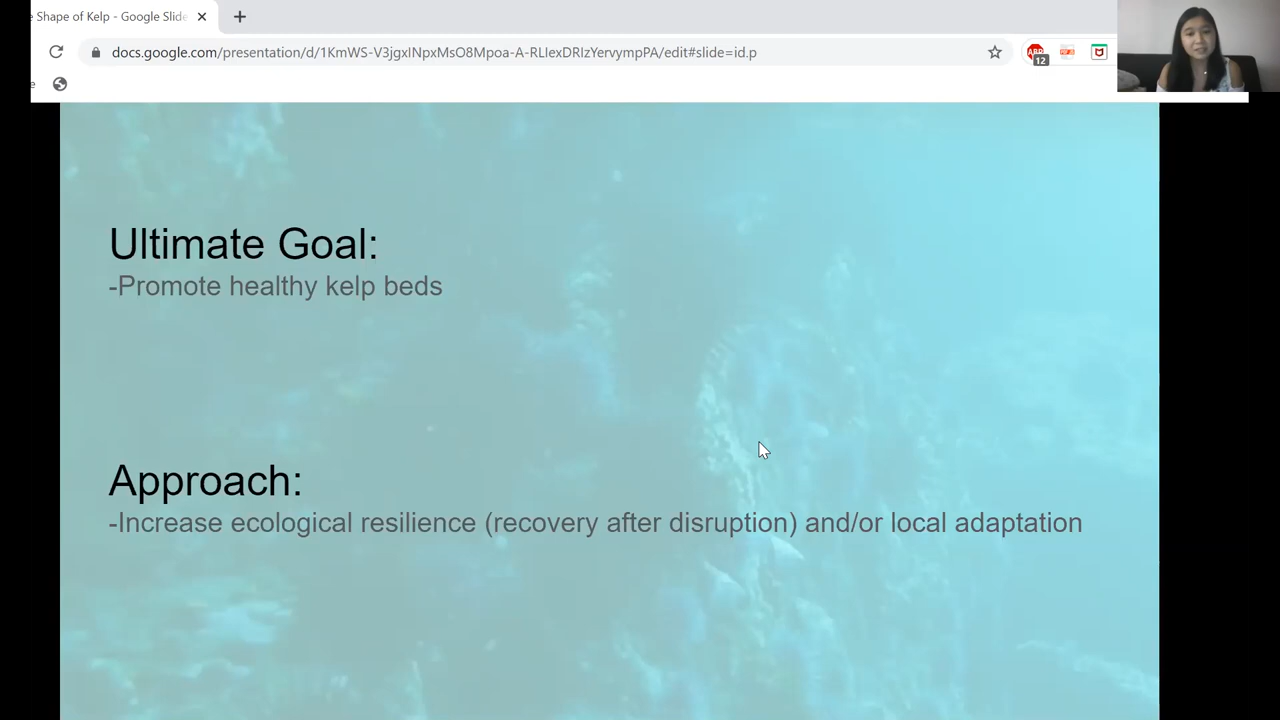 e Shape of Kelp - Google Slide
docs.google.com/presentation/d/1KmWS-V3jgxINpxMsO8Mpoa-A-RLIexDRIzYervympPA/edit#slide=id.p
12
e
Ultimate Goal:
-Promote healthy kelp beds
Approach:
-Increase ecological resilience (recovery after disruption) and/or local adaptation